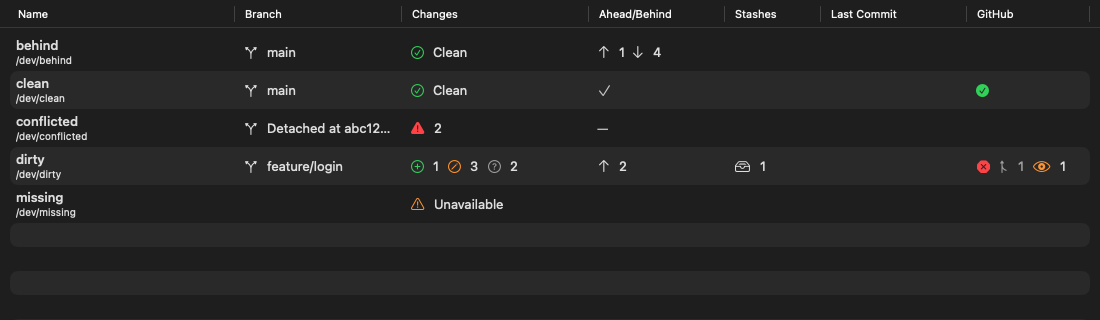 Name Branch Changes Ahead/Behind Stashes Last Commit GitHub
behind
/dev/behind
main Clean 1 4
clean
/dev/clean
main Clean
conflicted
/dev/conflicted
Detached at abc12... 2 —
dirty
/dev/dirty
feature/login 1 3 2 2 1 1 1
missing
/dev/missing
Unavailable